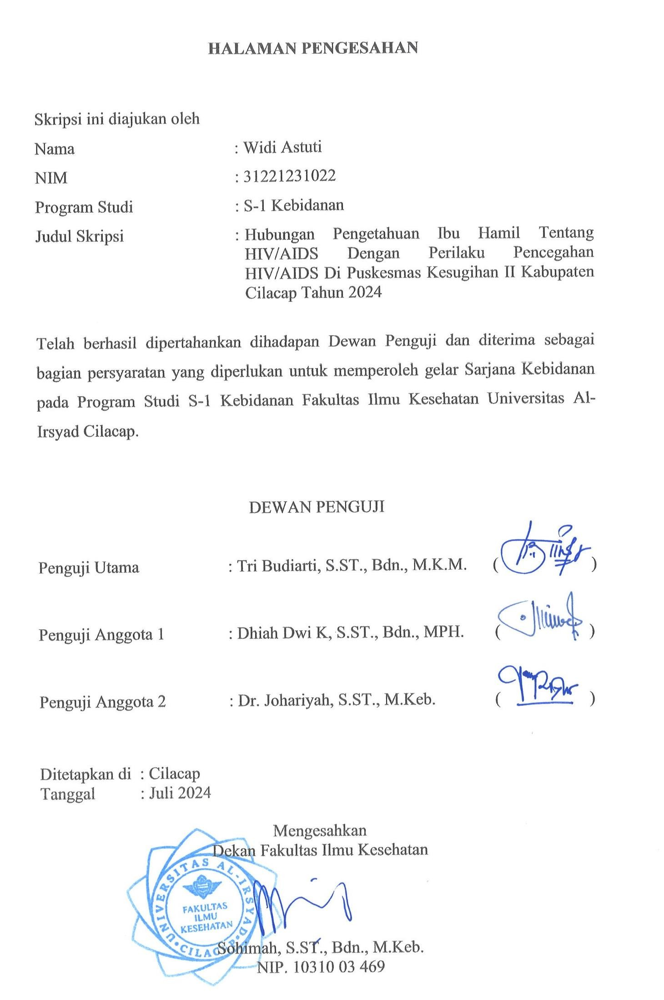 HALAMAN PENGESAHAN
Skripsi ini diajukan oleh
Nama : Widi Astuti
NIM : 31221231022
Program Studi : S-1 Kebidanan
Judul Skripsi : Hubungan Pengetahuan Ibu Hamil Tentang
HIV/AIDS Dengan Perilaku Pencegahan
HIV/AIDS Di Puskesmas Kesugihan II Kabupaten
Cilacap Tahun 2024
Telah berhasil dipertahankan dihadapan Dewan Penguji dan diterima sebagai
bagian persyaratan yang diperlukan untuk memperoleh gelar Sarjana Kebidanan
pada Program Studi S-1 Kebidanan Fakultas Ilmu Kesehatan Universitas Al-
Irsyad Cilacap.
DEWAN PENGUJI
Penguji Utama : Tri Budiarti, S.ST., Bdn., M.K.M. ( )
Penguji Anggota 1 : Dhiah Dwi K, S.ST., Bdn., MPH. ( )
Penguji Anggota 2 : Dr. Johariyah, S.ST., M.Keb. ( )
Ditetapkan di : Cilacap
Tanggal : Juli 2024
Mengesahkan
Dekan Fakultas Ilmu Kesehatan
UNIVERSITAS AL-IRSYAD CILACAP
FAKULTAS
ILMU
KESEHATAN
Sohimah, S.ST., Bdn., M.Keb.
NIP. 10310 03 469